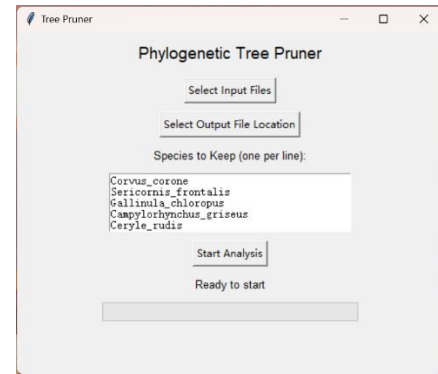 Tree Pruner
Phylogenetic Tree Pruner
Select Input Files
Select Output File Location
Species to Keep (one per line):
Corvus_corone
Sericornis_frontalis
Gallinula_chloropus
Campylorhynchus_griseus
Ceryle_rudis
Start Analysis
Ready to start